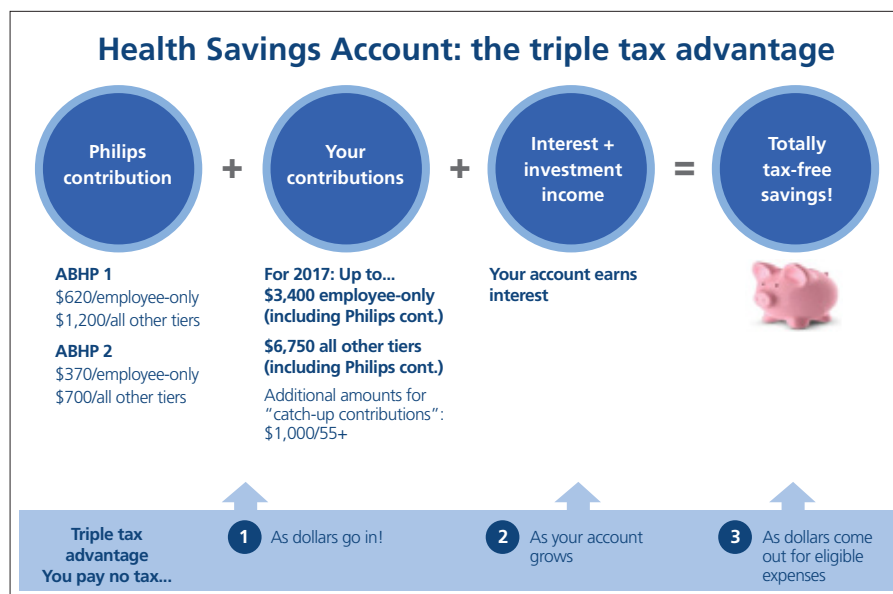 Health Savings Account: the triple tax advantage
Philips
contribution
+
Your
contributions
+
Interest +
investment
income
=
Totally
tax-free
savings!
ABHP 1
$620/employee-only
$1,200/all other tiers
ABHP 2
$370/employee-only
$700/all other tiers
For 2017: Up to...
$3,400 employee-only
(including Philips cont.)
$6,750 all other tiers
(including Philips cont.)
Additional amounts for
“catch-up contributions”:
$1,000/55+
Your account earns
interest
Triple tax
advantage
You pay no tax...
1 As dollars go in!
2 As your account
grows
3 As dollars come
out for eligible
expenses